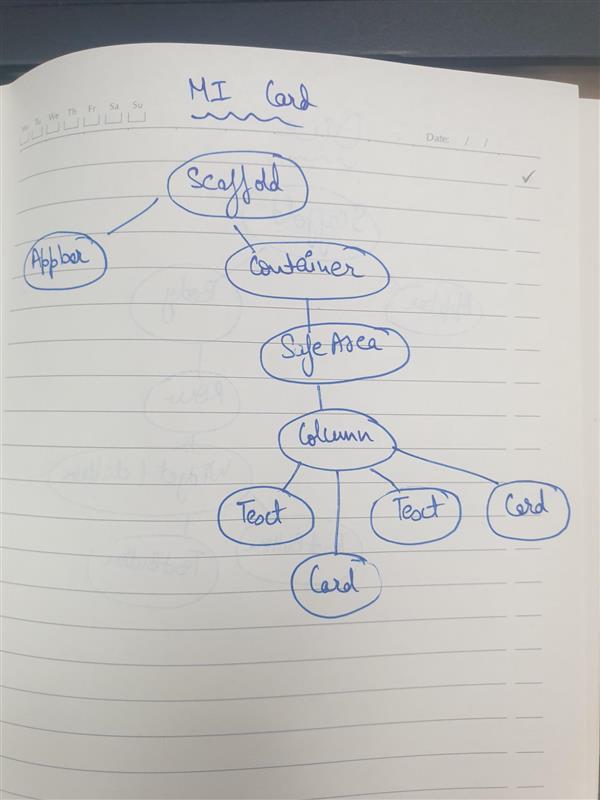 MI Card
Mo Tu We Th Fr Sa Su
Date: / /
Scaffold
Appbar
Container
SafeArea
Column
Text
Text
Card
Card